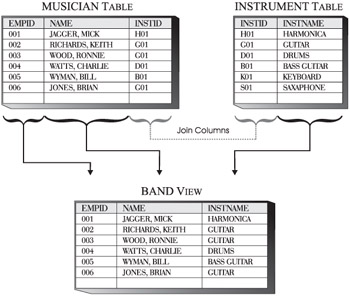 MUSICIAN TABLE
EMPID NAME INSTID
001 JAGGER, MICK H01
002 RICHARDS, KEITH G01
003 WOOD, RONNIE G01
004 WATTS, CHARLIE D01
005 WYMAN, BILL B01
006 JONES, BRIAN G01
INSTRUMENT TABLE
INSTID INSTNAME
H01 HARMONICA
G01 GUITAR
D01 DRUMS
B01 BASS GUITAR
K01 KEYBOARD
S01 SAXAPHONE
Join Columns
BAND VIEW
EMPID NAME INSTNAME
001 JAGGER, MICK HARMONICA
002 RICHARDS, KEITH GUITAR
003 WOOD, RONNIE GUITAR
004 WATTS, CHARLIE DRUMS
005 WYMAN, BILL BASS GUITAR
006 JONES, BRIAN GUITAR